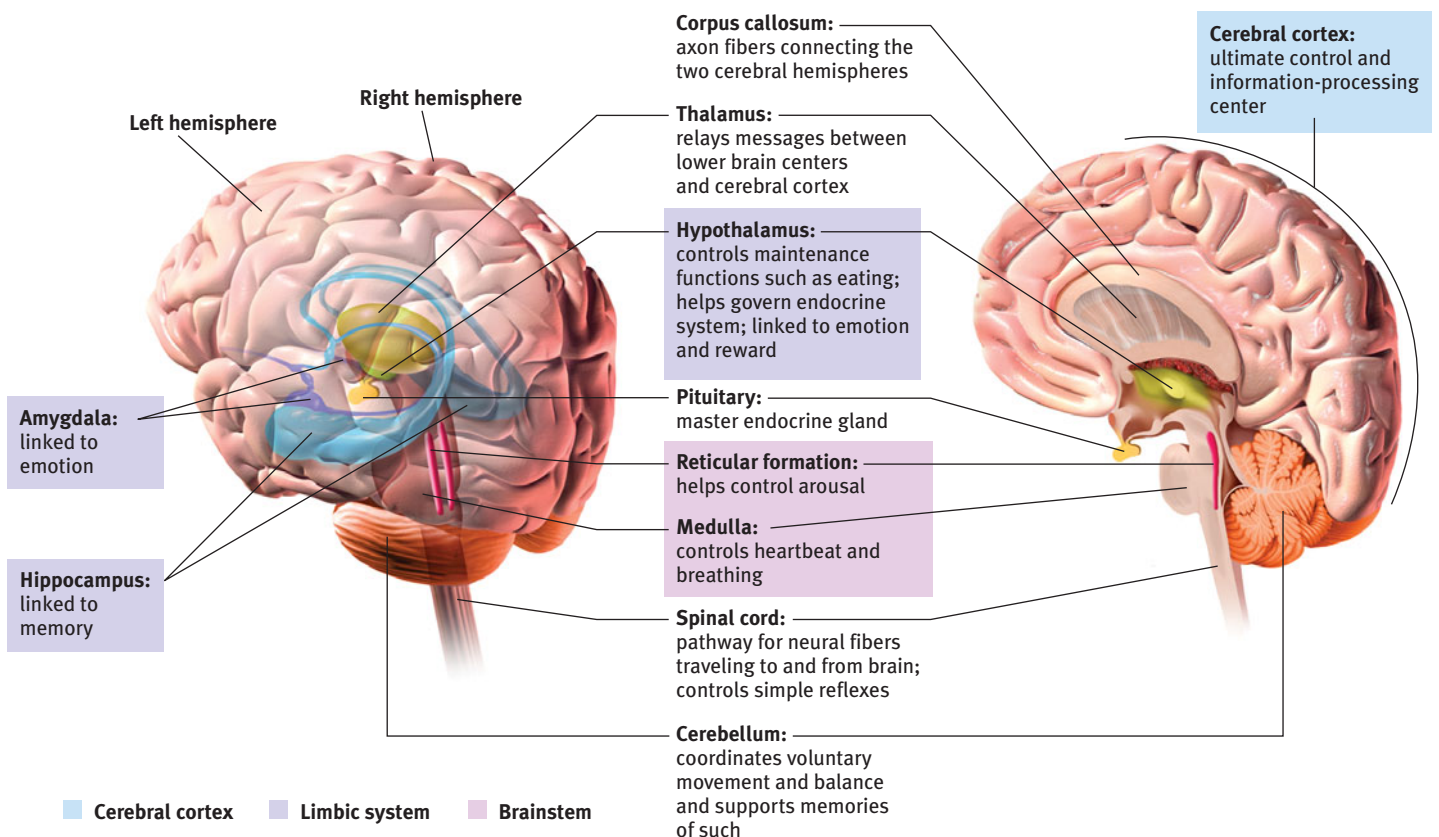 Corpus callosum:
axon fibers connecting the
two cerebral hemispheres
Cerebral cortex:
ultimate control and
information-processing
center
Right hemisphere
Left hemisphere
Thalamus:
relays messages between
lower brain centers
and cerebral cortex
Hypothalamus:
controls maintenance
functions such as eating;
helps govern endocrine
system; linked to emotion
and reward
Pituitary:
master endocrine gland
Amygdala:
linked to
emotion
Reticular formation:
helps control arousal
Medulla:
controls heartbeat and
breathing
Hippocampus:
linked to
memory
Spinal cord:
pathway for neural fibers
traveling to and from brain;
controls simple reflexes
Cerebellum:
coordinates voluntary
movement and balance
and supports memories
of such
Cerebral cortex
Limbic system
Brainstem